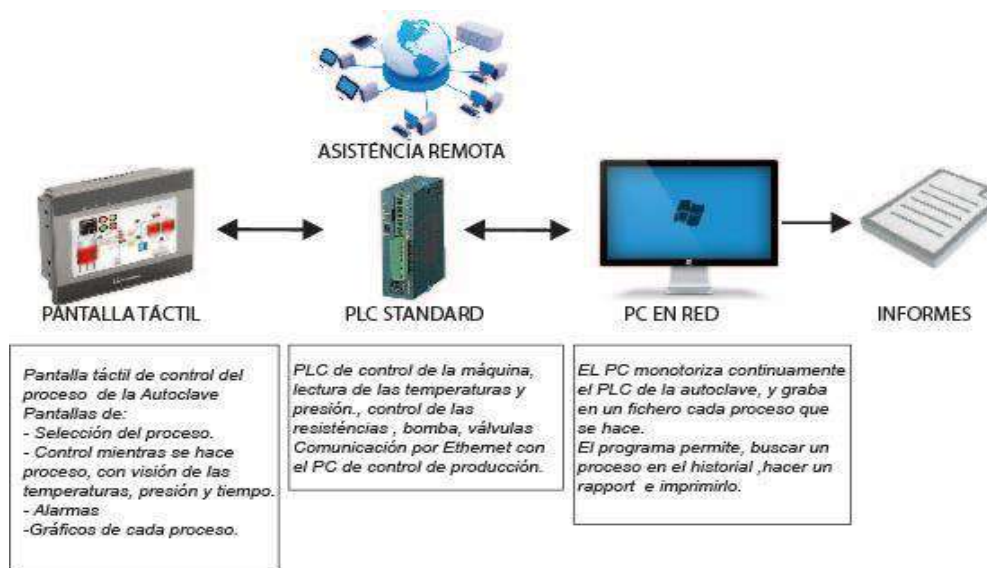 ASISTÉNCIA REMOTA
PANTALLA TÁCTIL
PLC STANDARD
PC EN RED
INFORMES
Pantalla táctil de control del
proceso de la Autoclave
Pantallas de:
- Selección del proceso.
- Control mientras se hace
proceso, con visión de las
temperaturas, presión y tiempo.
- Alarmas
-Gráficos de cada proceso.
PLC de control de la máquina,
lectura de las temperaturas y
presión., control de las
resisténcias , bomba, válvulas
Comunicación por Ethernet con
el PC de control de producción.
EL PC monotoriza continuamente
el PLC de la autoclave, y graba
en un fichero cada proceso que
se hace.
El programa permite, buscar un
proceso en el historial ,hacer un
rapport e imprimirlo.